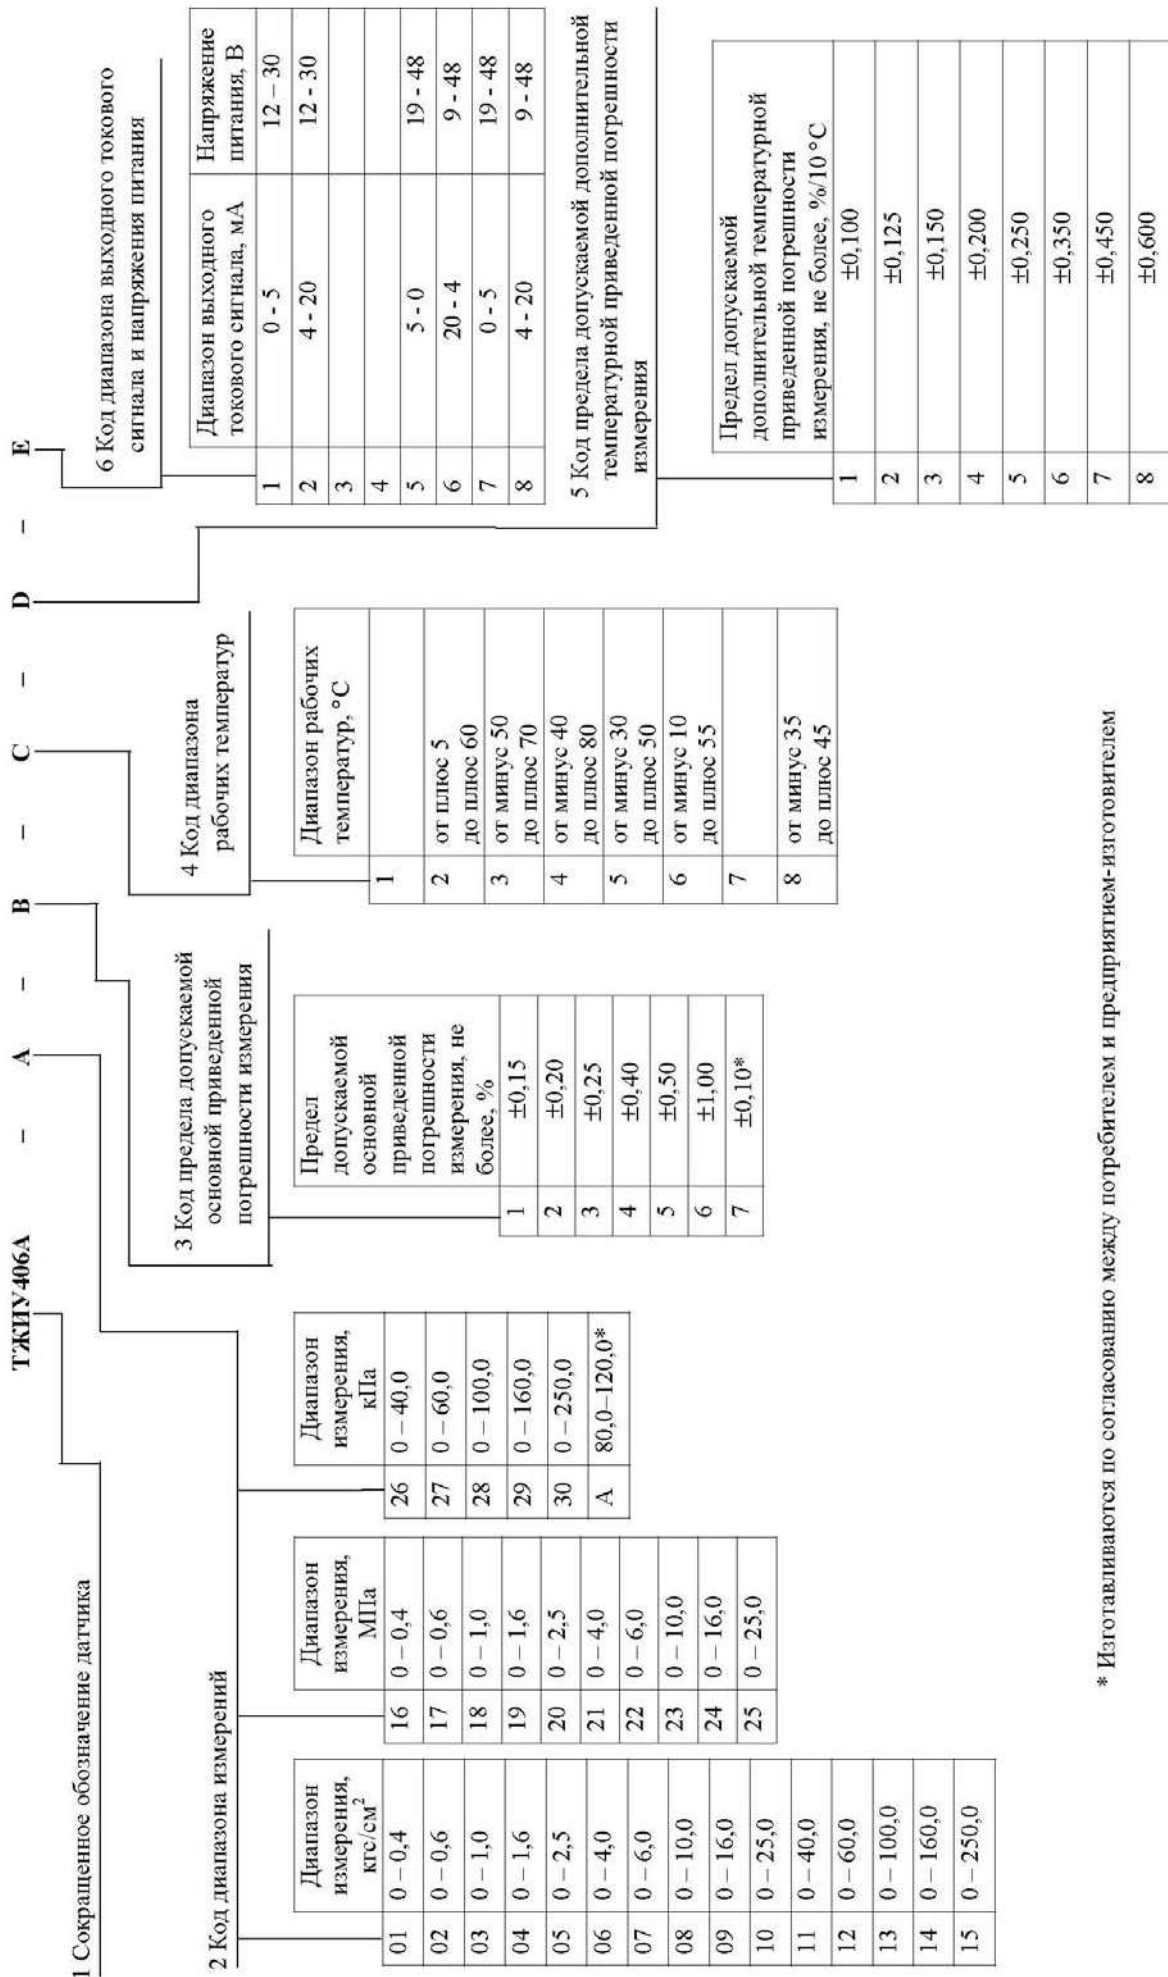 ТЖИУ406А – A – B – C – D – E
1 Сокращенное обозначение датчика
2 Код диапазона измерений
Диапазон
измерения,
кгс/см²
01 0 – 0,4
02 0 – 0,6
03 0 – 1,0
04 0 – 1,6
05 0 – 2,5
06 0 – 4,0
07 0 – 6,0
08 0 – 10,0
09 0 – 16,0
10 0 – 25,0
11 0 – 40,0
12 0 – 60,0
13 0 – 100,0
14 0 – 160,0
15 0 – 250,0
Диапазон
измерения,
МПа
16 0 – 0,4
17 0 – 0,6
18 0 – 1,0
19 0 – 1,6
20 0 – 2,5
21 0 – 4,0
22 0 – 6,0
23 0 – 10,0
24 0 – 16,0
25 0 – 25,0
Диапазон
измерения,
кПа
26 0 – 40,0
27 0 – 60,0
28 0 – 100,0
29 0 – 160,0
30 0 – 250,0
А 80,0–120,0*
3 Код предела допускаемой
основной приведенной
погрешности измерения
Предел
допускаемой
основной
приведенной
погрешности
измерения, не
более, %
1 ±0,15
2 ±0,20
3 ±0,25
4 ±0,40
5 ±0,50
6 ±1,00
7 ±0,10*
4 Код диапазона
рабочих температур
Диапазон рабочих
температур, °С
1
2 от плюс 5
до плюс 60
3 от минус 50
до плюс 70
4 от минус 40
до плюс 80
5 от минус 30
до плюс 50
6 от минус 10
до плюс 55
7
8 от минус 35
до плюс 45
6 Код диапазона выходного токового
сигнала и напряжения питания
Диапазон выходного Напряжение
токового сигнала, мА питания, В
1 0 - 5 12 – 30
2 4 - 20 12 - 30
3
4
5 5 - 0 19 - 48
6 20 - 4 9 - 48
7 0 - 5 19 - 48
8 4 - 20 9 - 48
5 Код предела допускаемой дополнительной
температурной приведенной погрешности
измерения
Предел допускаемой
дополнительной температурной
приведенной погрешности
измерения, не более, %/10 °С
1 ±0,100
2 ±0,125
3 ±0,150
4 ±0,200
5 ±0,250
6 ±0,350
7 ±0,450
8 ±0,600
* Изготавливаются по согласованию между потребителем и предприятием-изготовителем